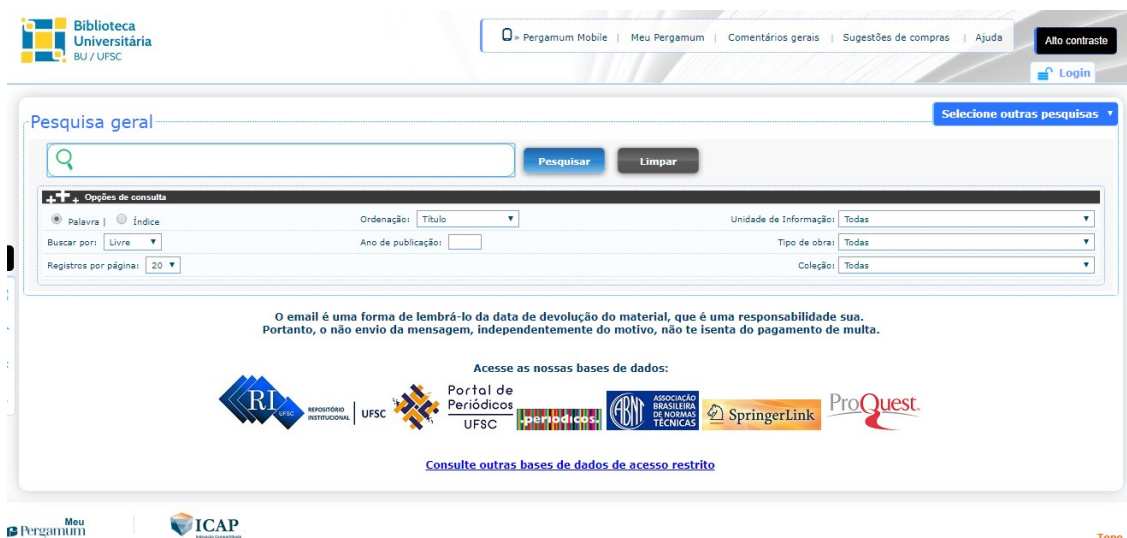 Biblioteca
Universitária
BU / UFSC
» Pergamum Mobile | Meu Pergamum | Comentários gerais | Sugestões de compras | Ajuda
Alto contraste
Login
Selecione outras pesquisas
Pesquisa geral
Pesquisar
Limpar
Opções de consulta
Palavra | Índice
Ordenação: Título
Unidade de Informação: Todas
Buscar por: Livre
Ano de publicação:
Tipo de obra: Todas
Registros por página: 20
Coleção: Todas
O email é uma forma de lembrá-lo da data de devolução do material, que é uma responsabilidade sua.
Portanto, o não envio da mensagem, independentemente do motivo, não te isenta do pagamento de multa.
Acesse as nossas bases de dados:
RI UFSC
REPOSITÓRIO
INSTITUCIONAL
UFSC
Portal de
Periódicos
UFSC
.periodicos.
ABNT
ASSOCIAÇÃO
BRASILEIRA
DE NORMAS
TÉCNICAS
SpringerLink
ProQuest
Consulte outras bases de dados de acesso restrito
Meu
Pergamum
ICAP
Topo